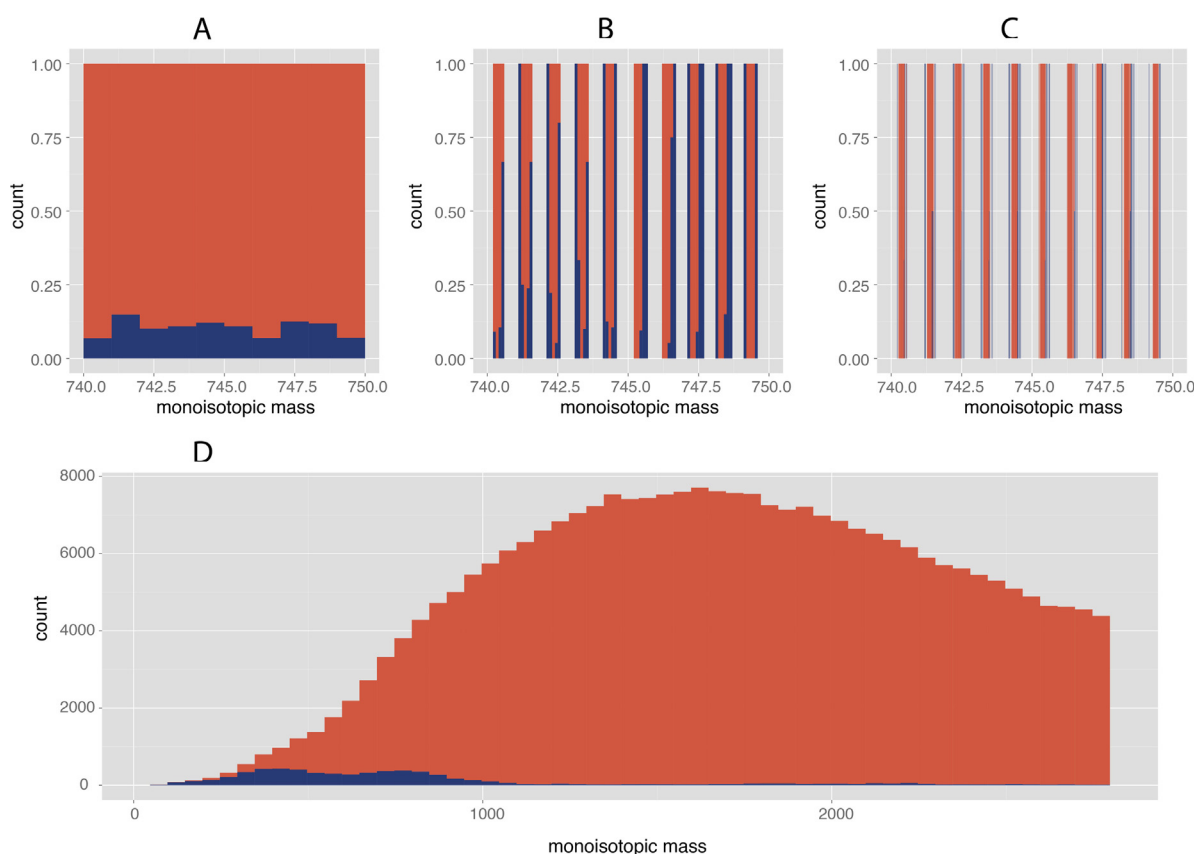 A B C
1.00 1.00 1.00
0.75 0.75 0.75
0.50 0.50 0.50
0.25 0.25 0.25
0.00 0.00 0.00
count count count
740.0 742.5 745.0 747.5 750.0 740.0 742.5 745.0 747.5 750.0 740.0 742.5 745.0 747.5 750.0
monoisotopic mass monoisotopic mass monoisotopic mass
D
8000
6000
4000
2000
0
count
0 1000 2000
monoisotopic mass